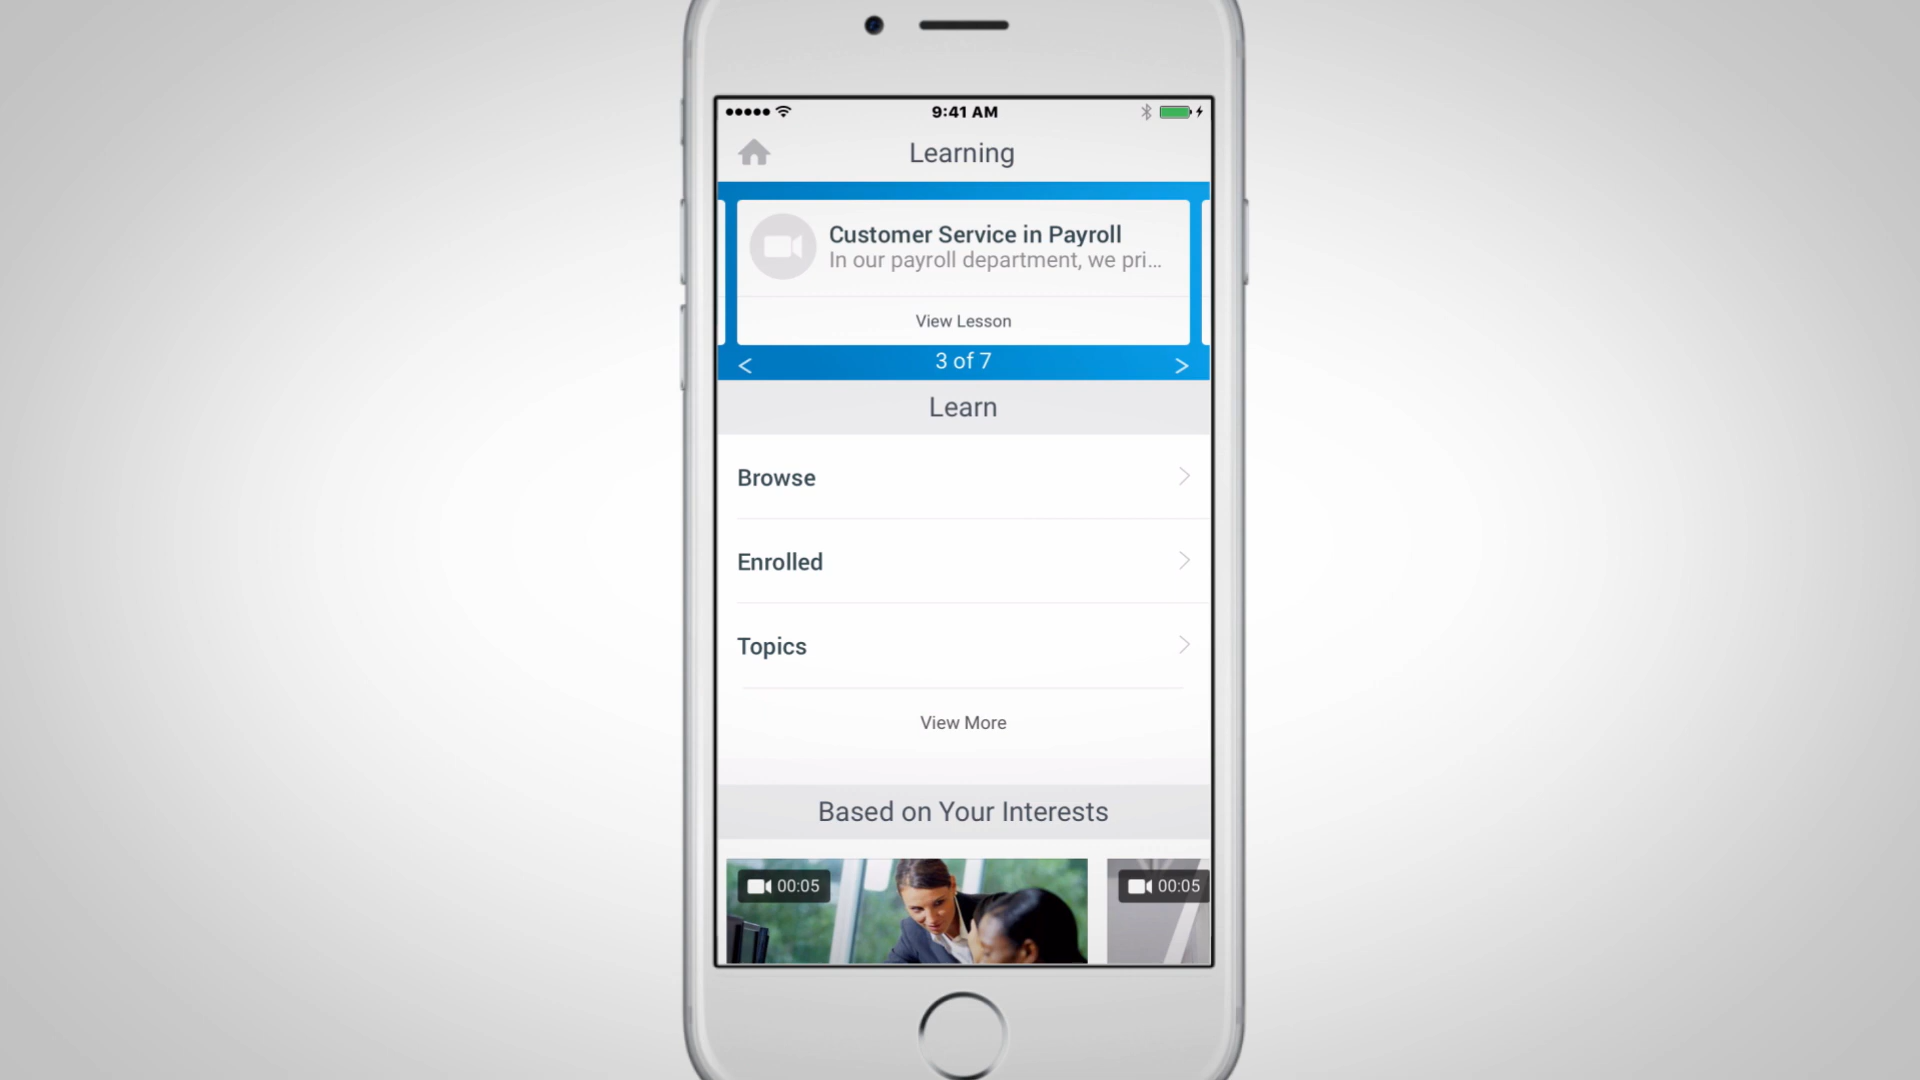 9:41 AM
Learning
Customer Service in Payroll
In our payroll department, we pri...
View Lesson
< 3 of 7 >
Learn
Browse
Enrolled
Topics
View More
Based on Your Interests
00:05 00:05